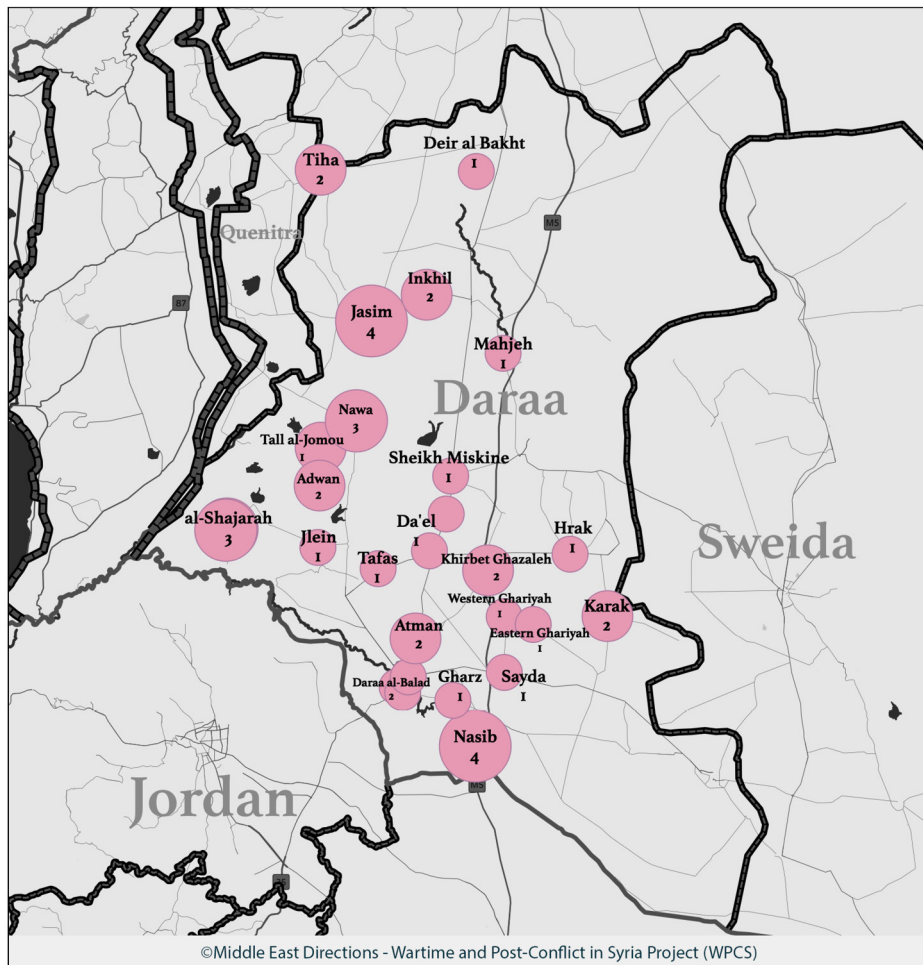 Deir al Bakht
1
Tiha
2
M5
Quenitra
Inkhil
2
87
Jasim
4
Mahjeh
1
Daraa
Nawa
3
Tall al-Jomou
1
Sheikh Miskine
1
Adwan
2
al-Shajarah
3
Da'el
1
Hrak
1
Jlein
1
Tafas
1
Khirbet Ghazaleh
2
Sweida
Western Ghariyah
1
Karak
2
Eastern Ghariyah
1
Atman
2
Daraa al-Balad
2
Gharz
1
Sayda
1
Nasib
4
M5
Jordan
©Middle East Directions - Wartime and Post-Conflict in Syria Project (WPCS)